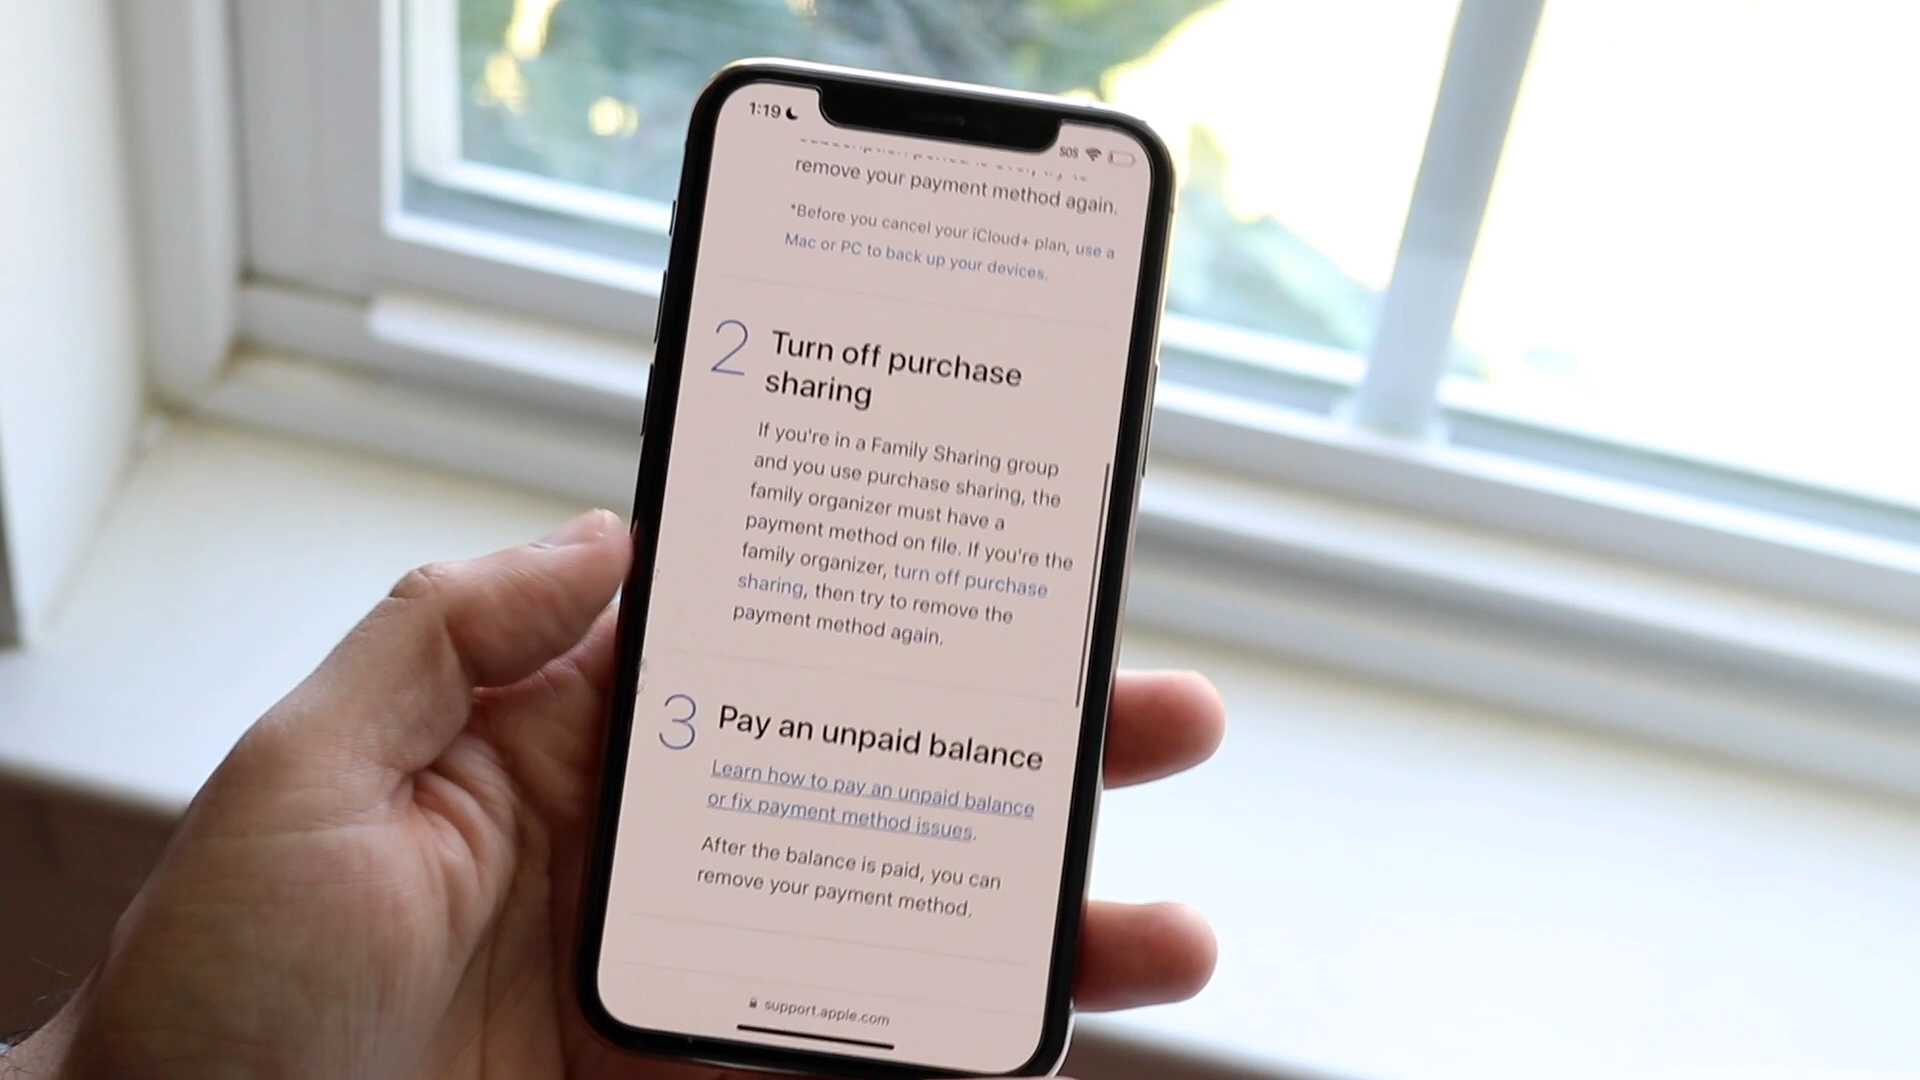 1:19
SOS
remove your payment method again.
*Before you cancel your iCloud+ plan, use a
Mac or PC to back up your devices.
2
Turn off purchase
sharing
If you're in a Family Sharing group
and you use purchase sharing, the
family organizer must have a
payment method on file. If you're the
family organizer, turn off purchase
sharing, then try to remove the
payment method again.
3
Pay an unpaid balance
Learn how to pay an unpaid balance
or fix payment method issues.
After the balance is paid, you can
remove your payment method.
support.apple.com